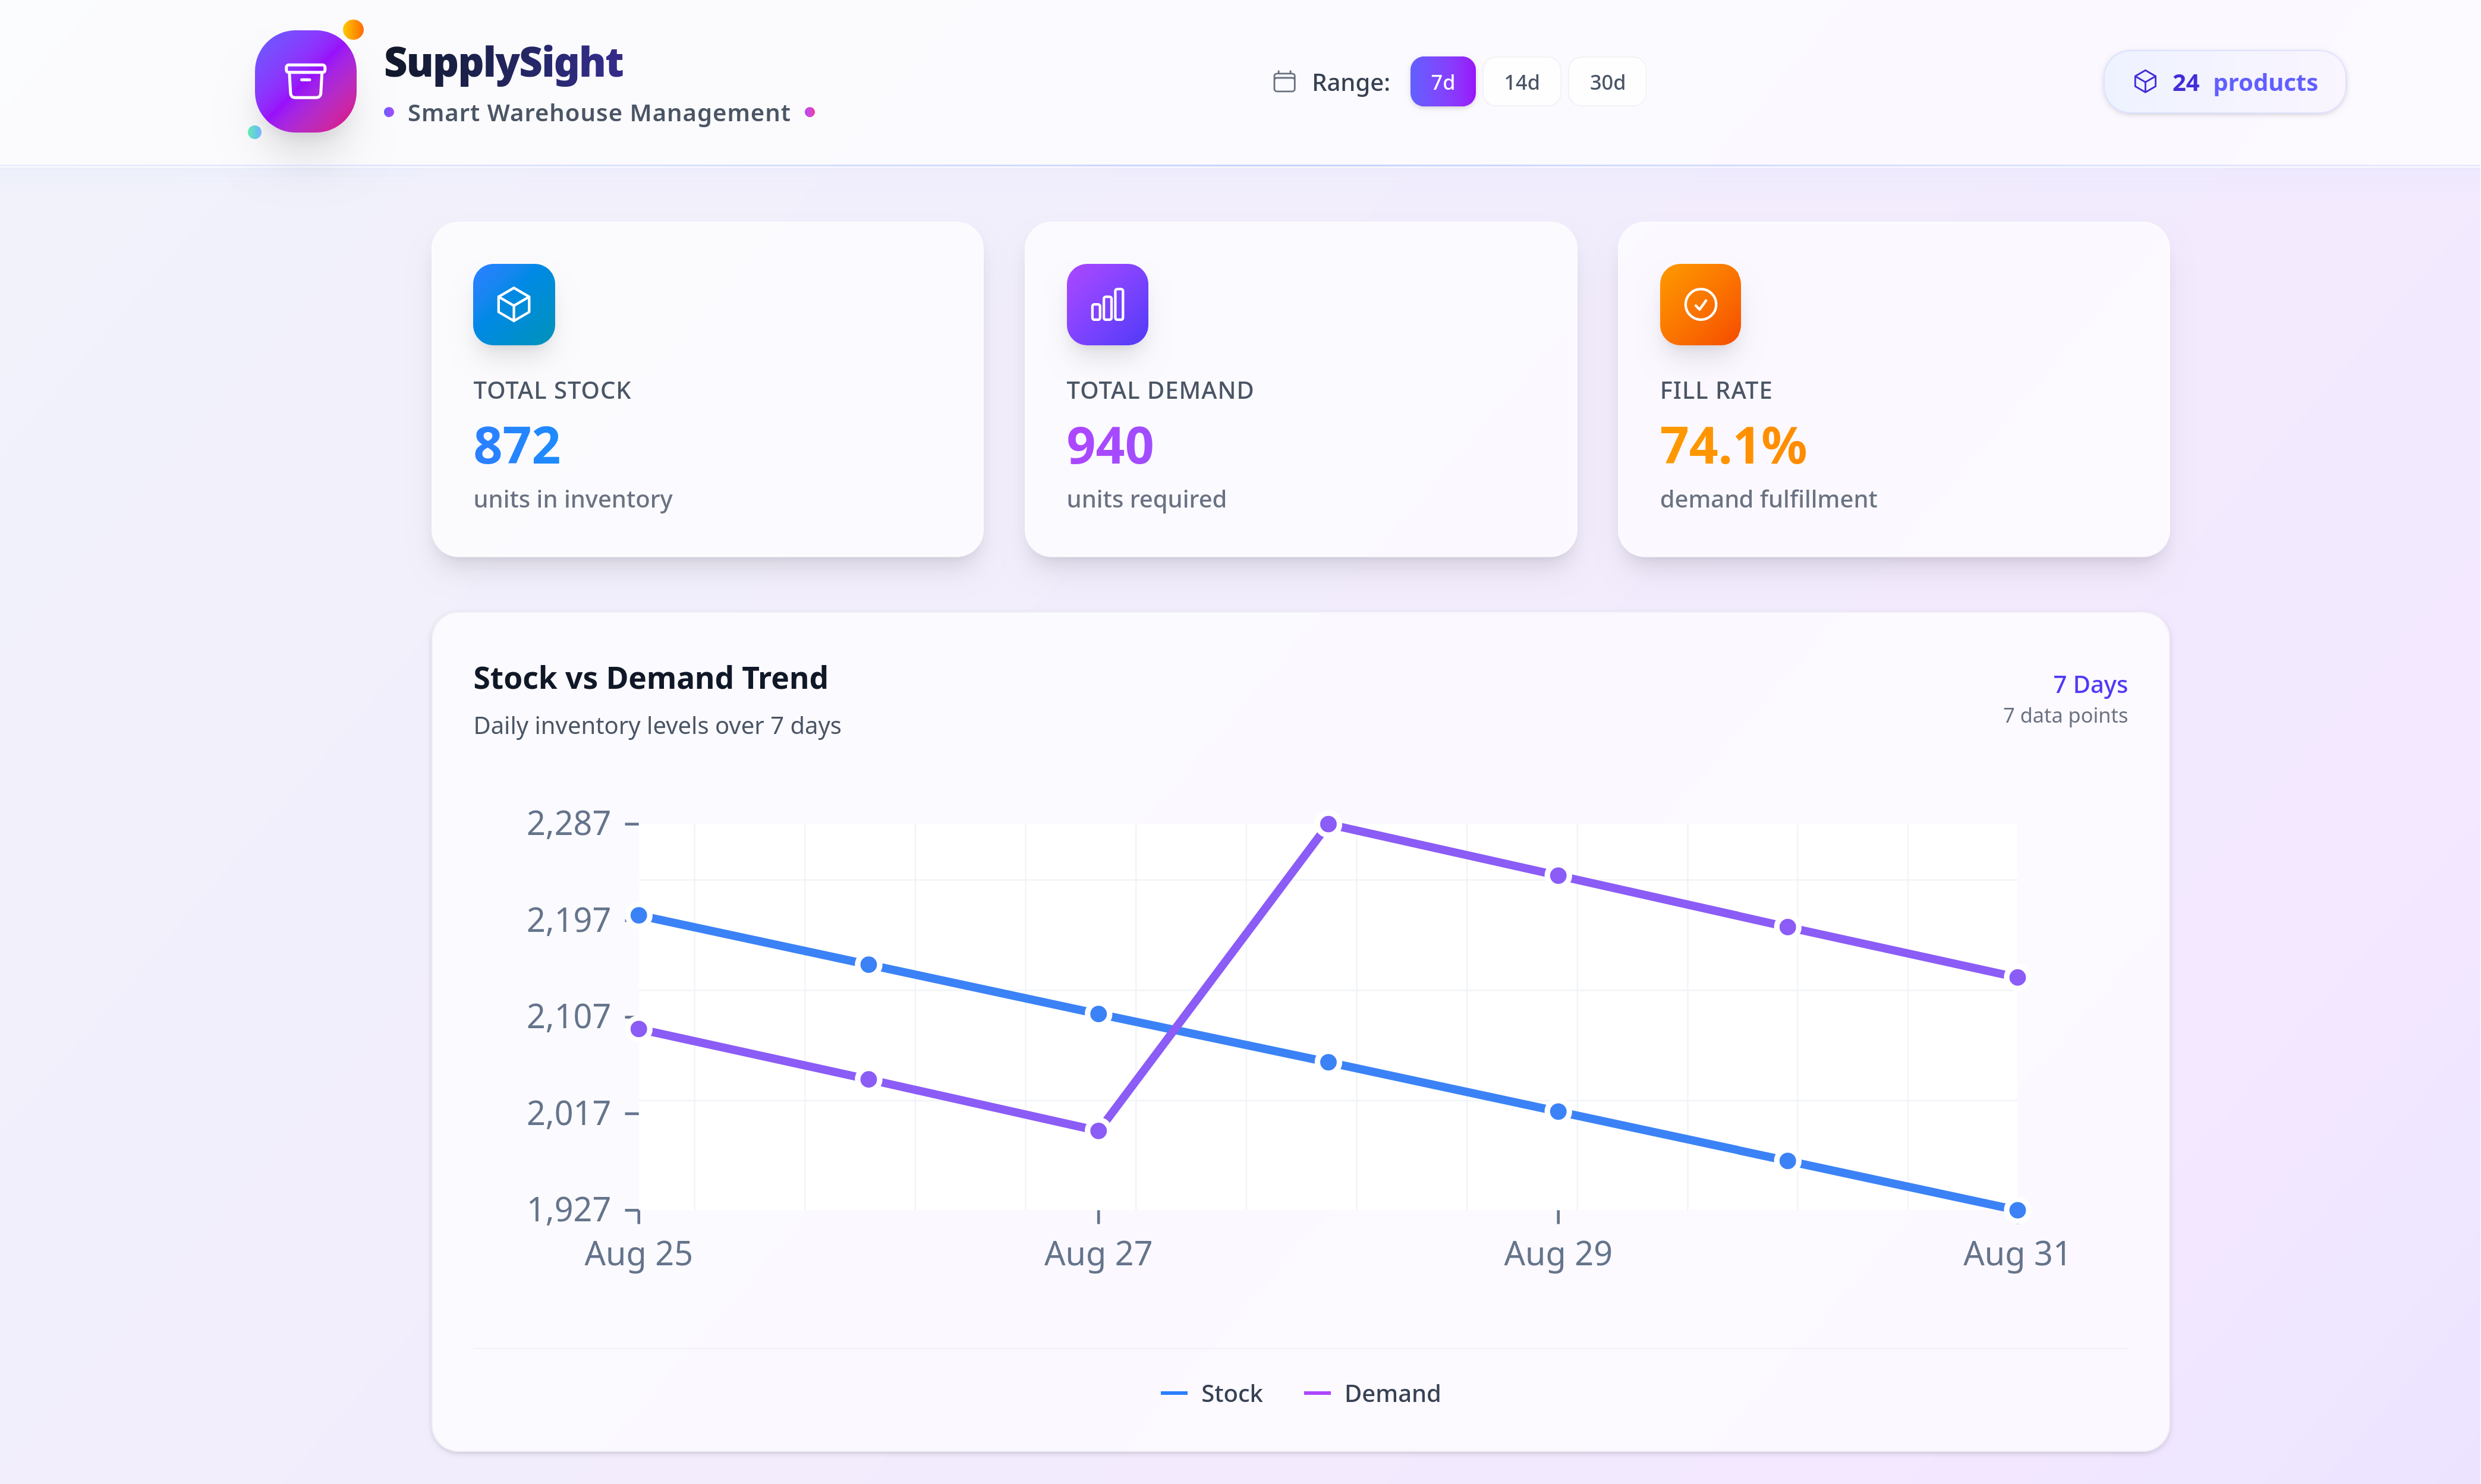 SupplySight
Smart Warehouse Management
Range: 7d 14d 30d
24 products
TOTAL STOCK
872
units in inventory
TOTAL DEMAND
940
units required
FILL RATE
74.1%
demand fulfillment
Stock vs Demand Trend
Daily inventory levels over 7 days
7 Days
7 data points
2,287
2,197
2,107
2,017
1,927
Aug 25 Aug 27 Aug 29 Aug 31
Stock Demand